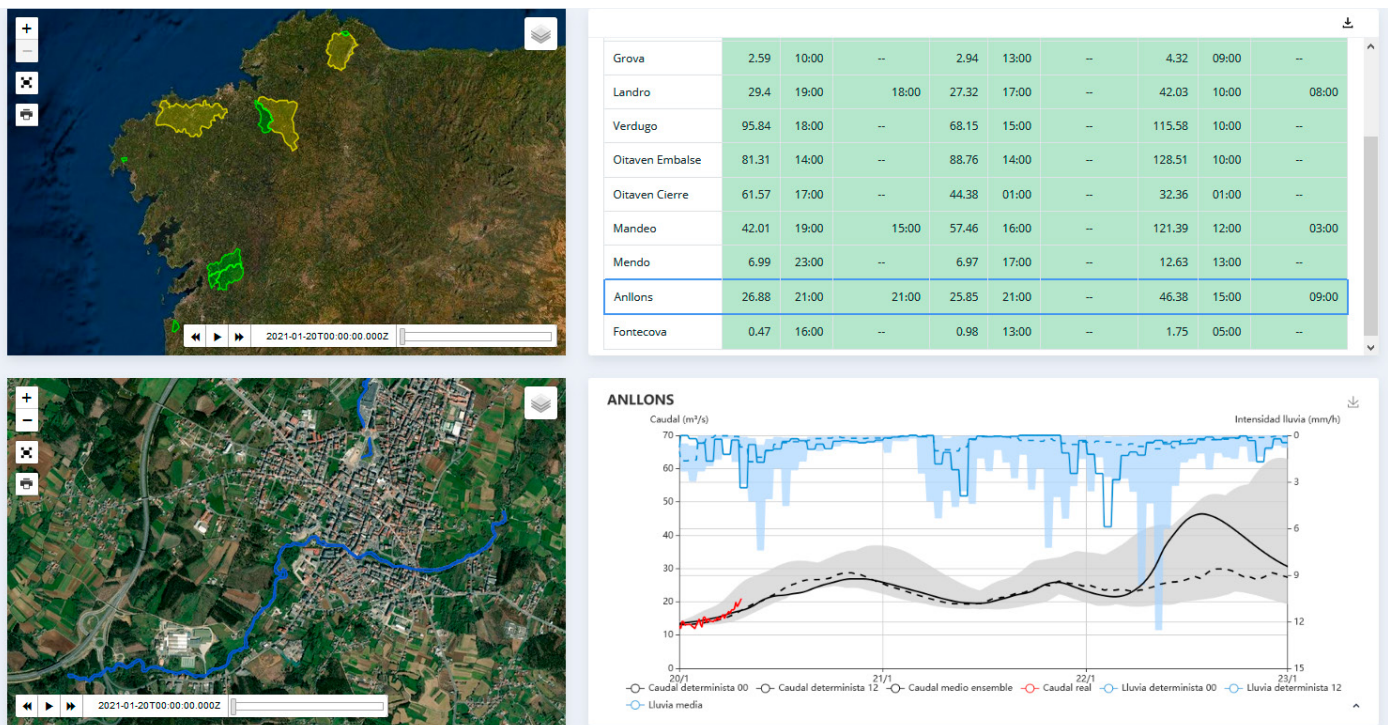 +
−
2021-01-20T00:00:00.000Z
Grova 2.59 10:00 -- 2.94 13:00 -- 4.32 09:00 --
Landro 29.4 19:00 18:00 27.32 17:00 -- 42.03 10:00 08:00
Verdugo 95.84 18:00 -- 68.15 15:00 -- 115.58 10:00 --
Oitaven Embalse 81.31 14:00 -- 88.76 14:00 -- 128.51 10:00 --
Oitaven Cierre 61.57 17:00 -- 44.38 01:00 -- 32.36 01:00 --
Mandeo 42.01 19:00 15:00 57.46 16:00 -- 121.39 12:00 03:00
Mendo 6.99 23:00 -- 6.97 17:00 -- 12.63 13:00 --
Anllons 26.88 21:00 21:00 25.85 21:00 -- 46.38 15:00 09:00
Fontecova 0.47 16:00 -- 0.98 13:00 -- 1.75 05:00 --
+
−
2021-01-20T00:00:00.000Z
ANLLONS
Caudal (m³/s) Intensidad lluvia (mm/h)
70 0
60
3
50
40 6
30
9
20
12
10
0 15
20/1 21/1 22/1 23/1
Caudal determinista 00 Caudal determinista 12 Caudal medio ensemble Caudal real Lluvia determinista 00 Lluvia determinista 12
Lluvia media